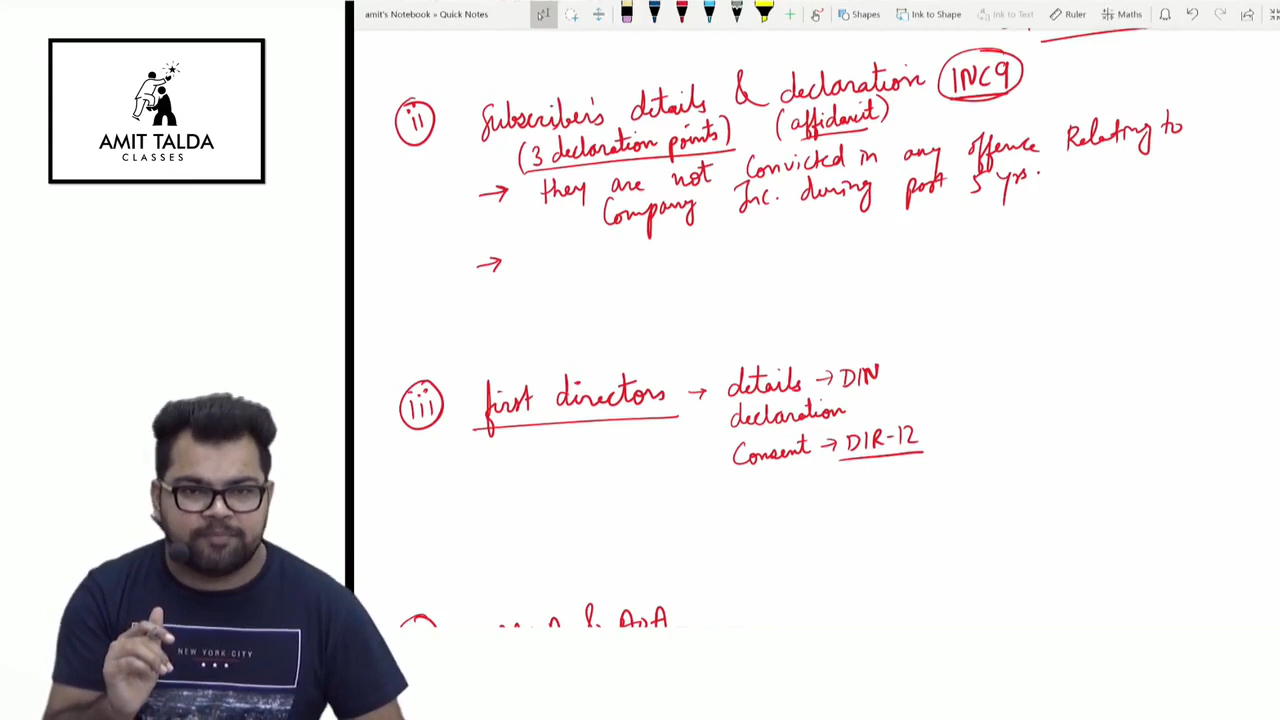 amit's Notebook » Quick Notes
Shapes
Ink to Shape
Ink to Text
Ruler
Maths
AMIT TALDA
CLASSES
ii Subscriber's details & declaration INC9
(3 declaration points) (affidavit)
→ they are not Convicted in any offence Relating to
Company Inc. during past 5 yrs.
→
iii first directors → details → DIN
declaration
Consent → DIR-12
& AOA
NEW YORK CITY